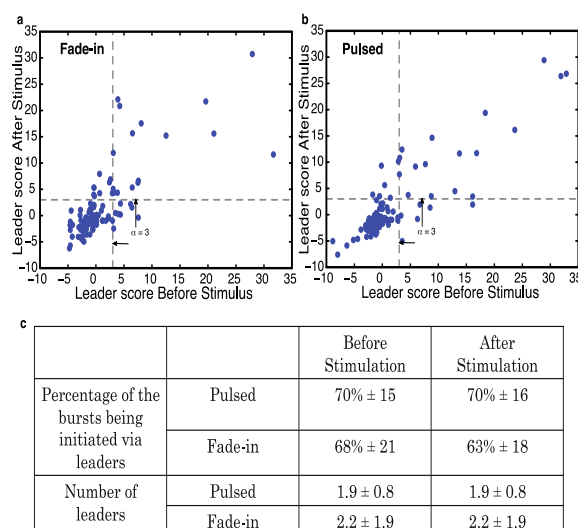 a
Fade-in
Leader score After Stimulus
35
30
25
20
15
10
5
0
−5
−10
α = 3
−10 −5 0 5 10 15 20 25 30 35
Leader score Before Stimulus
b
Pulsed
Leader score After Stimulus
35
30
25
20
15
10
5
0
−5
−10
α = 3
−10 −5 0 5 10 15 20 25 30 35
Leader score Before Stimulus
c
Before Stimulation
After Stimulation
Percentage of the bursts being initiated via leaders
Pulsed 70% ± 15 70% ± 16
Fade-in 68% ± 21 63% ± 18
Number of leaders
Pulsed 1.9 ± 0.8 1.9 ± 0.8
Fade-in 2.2 ± 1.9 2.2 ± 1.9